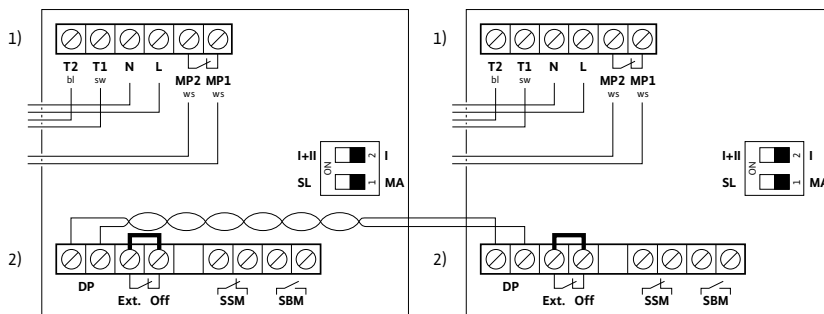 1)
T2 T1 N L MP2 MP1
bl sw ws ws
I+II ON 2 I
SL 1 MA
2)
DP Ext. Off SSM SBM
1)
T2 T1 N L MP2 MP1
bl sw ws ws
I+II ON 2 I
SL 1 MA
2)
DP Ext. Off SSM SBM